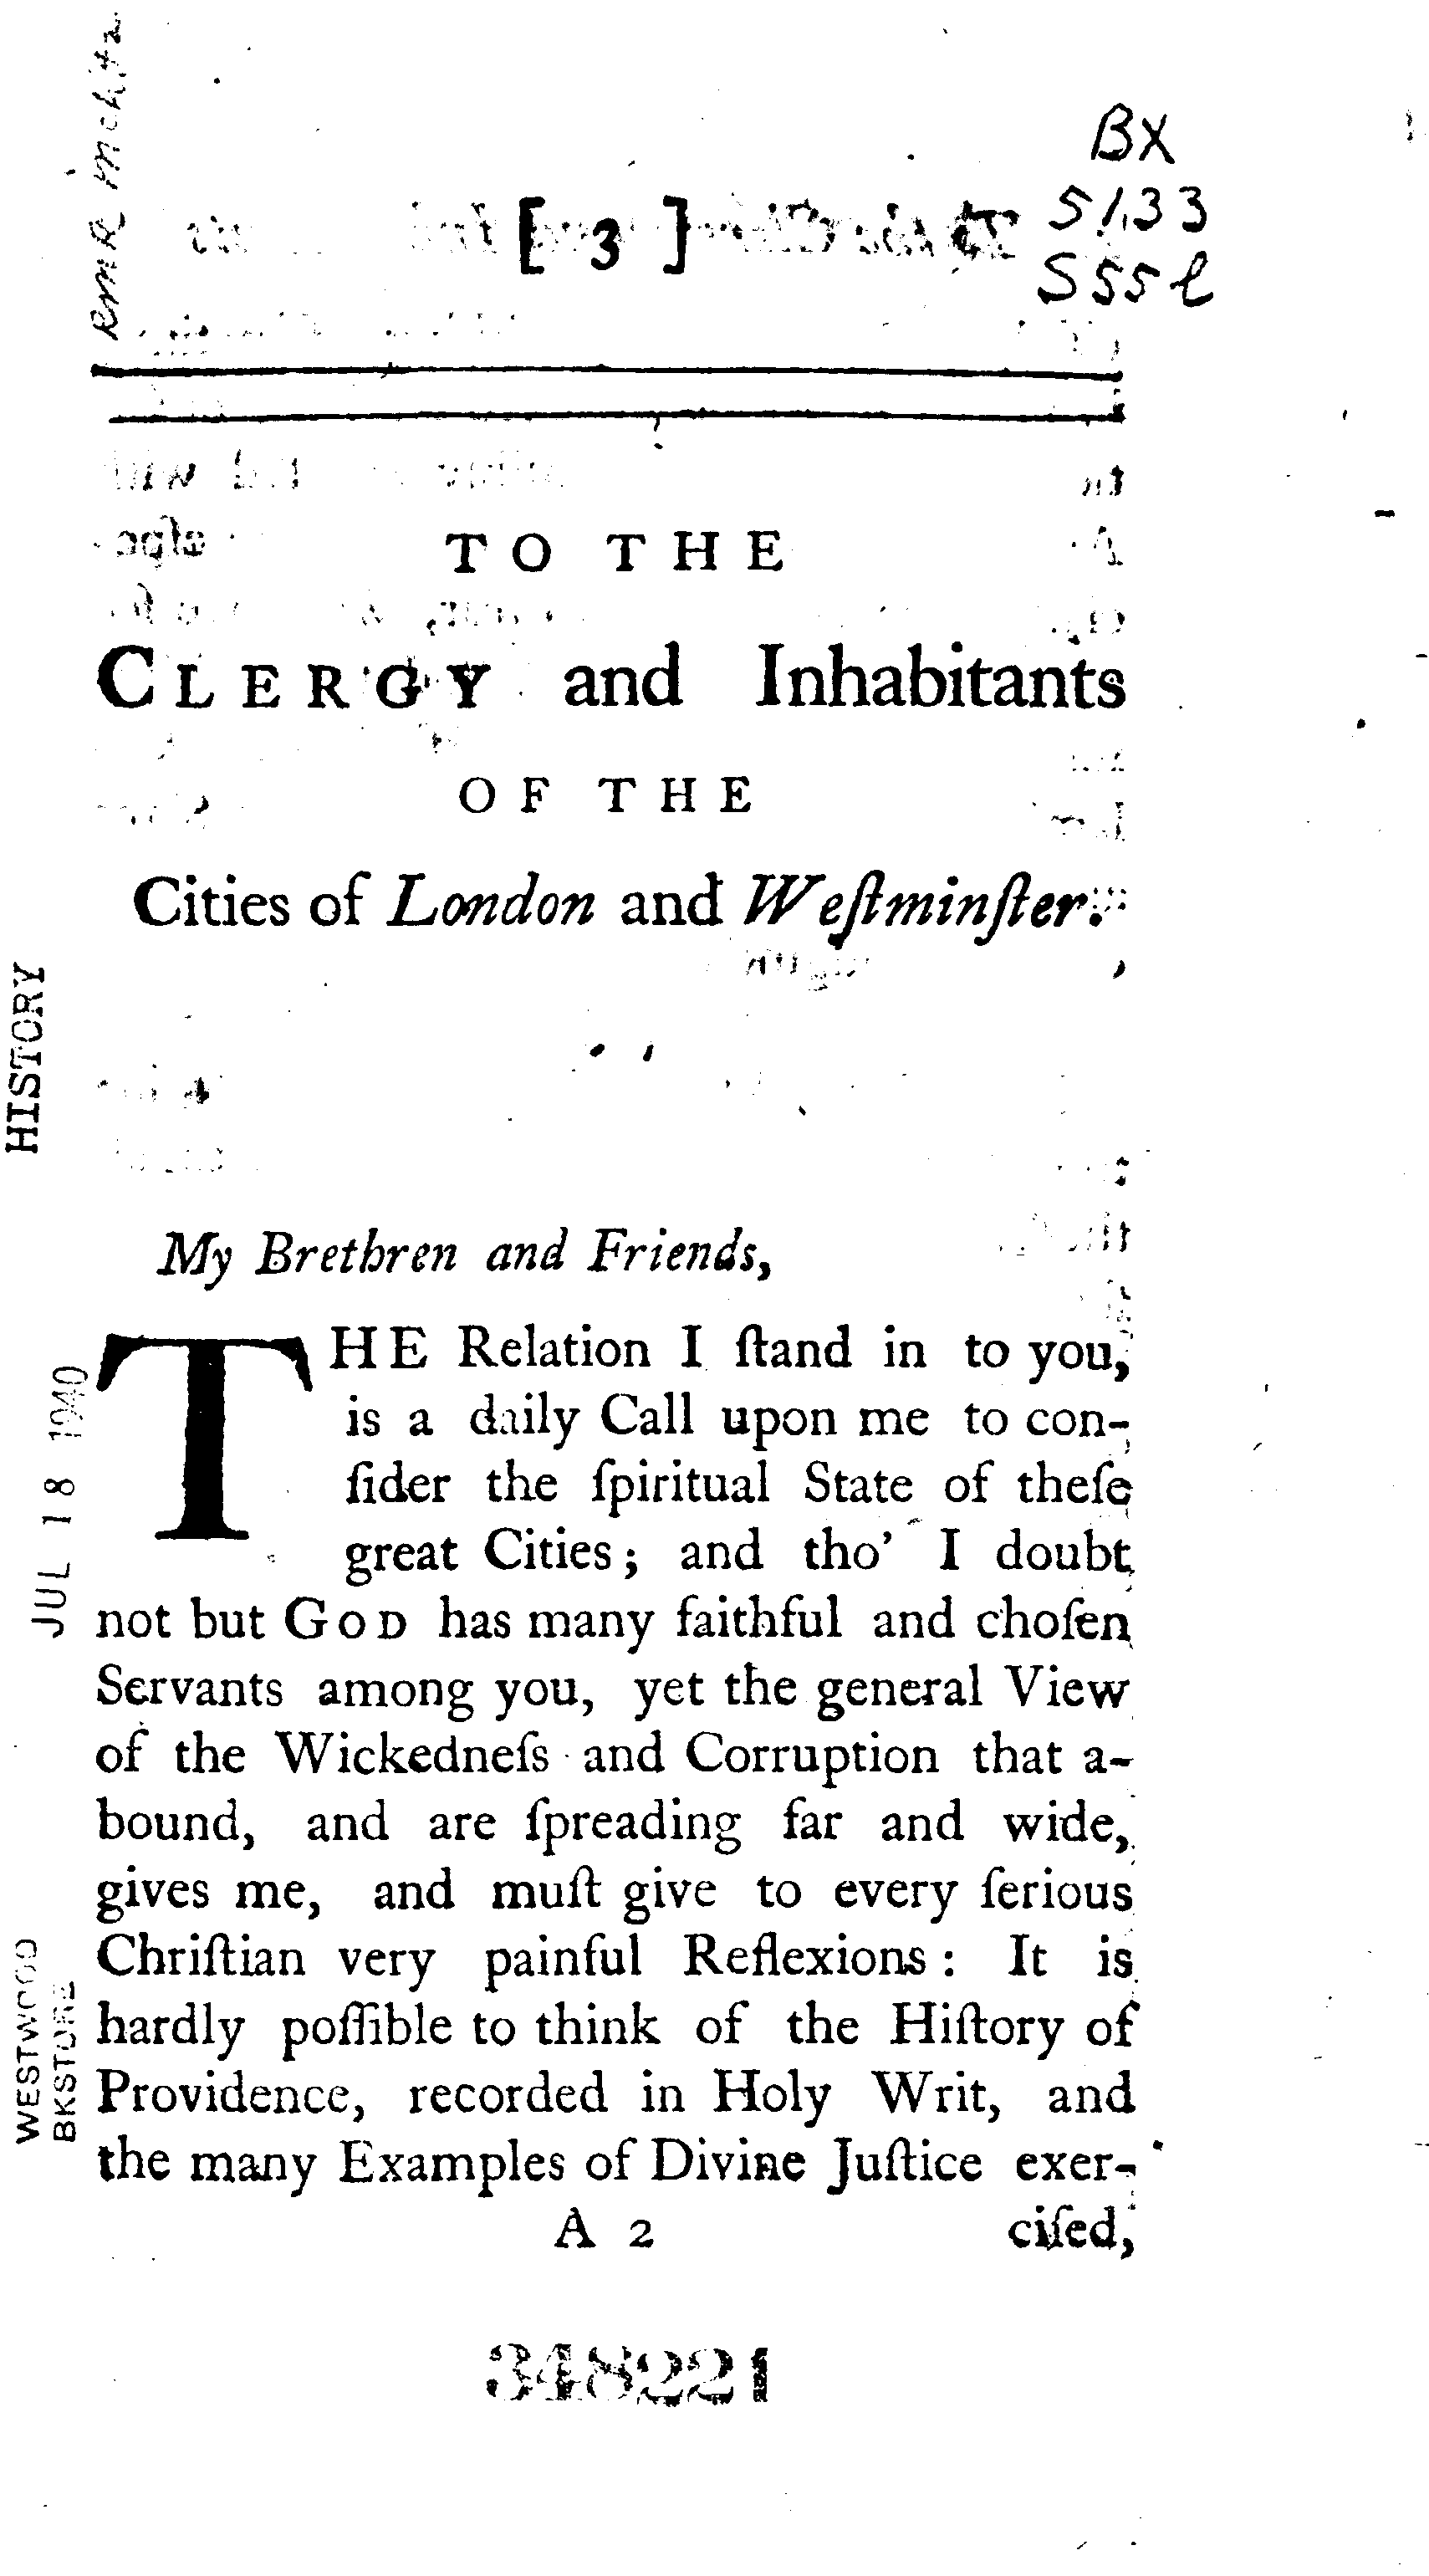 BX
5133
S55l
[ 3 ]
TO THE
CLERGY and Inhabitants
OF THE
Cities of London and Weſtminſter.
My Brethren and Friends,
THE Relation I ſtand in to you,
is a daily Call upon me to con-
ſider the ſpiritual State of theſe
great Cities; and tho' I doubt
not but GOD has many faithful and choſen
Servants among you, yet the general View
of the Wickedneſs and Corruption that a-
bound, and are ſpreading far and wide,
gives me, and muſt give to every ſerious
Chriſtian very painful Reflexions: It is
hardly poſſible to think of the Hiſtory of
Providence, recorded in Holy Writ, and
the many Examples of Divine Juſtice exer-
A 2 ciſed,
348221
HISTORY
JUL 18 1940
WESTWOOD
BKSTORE